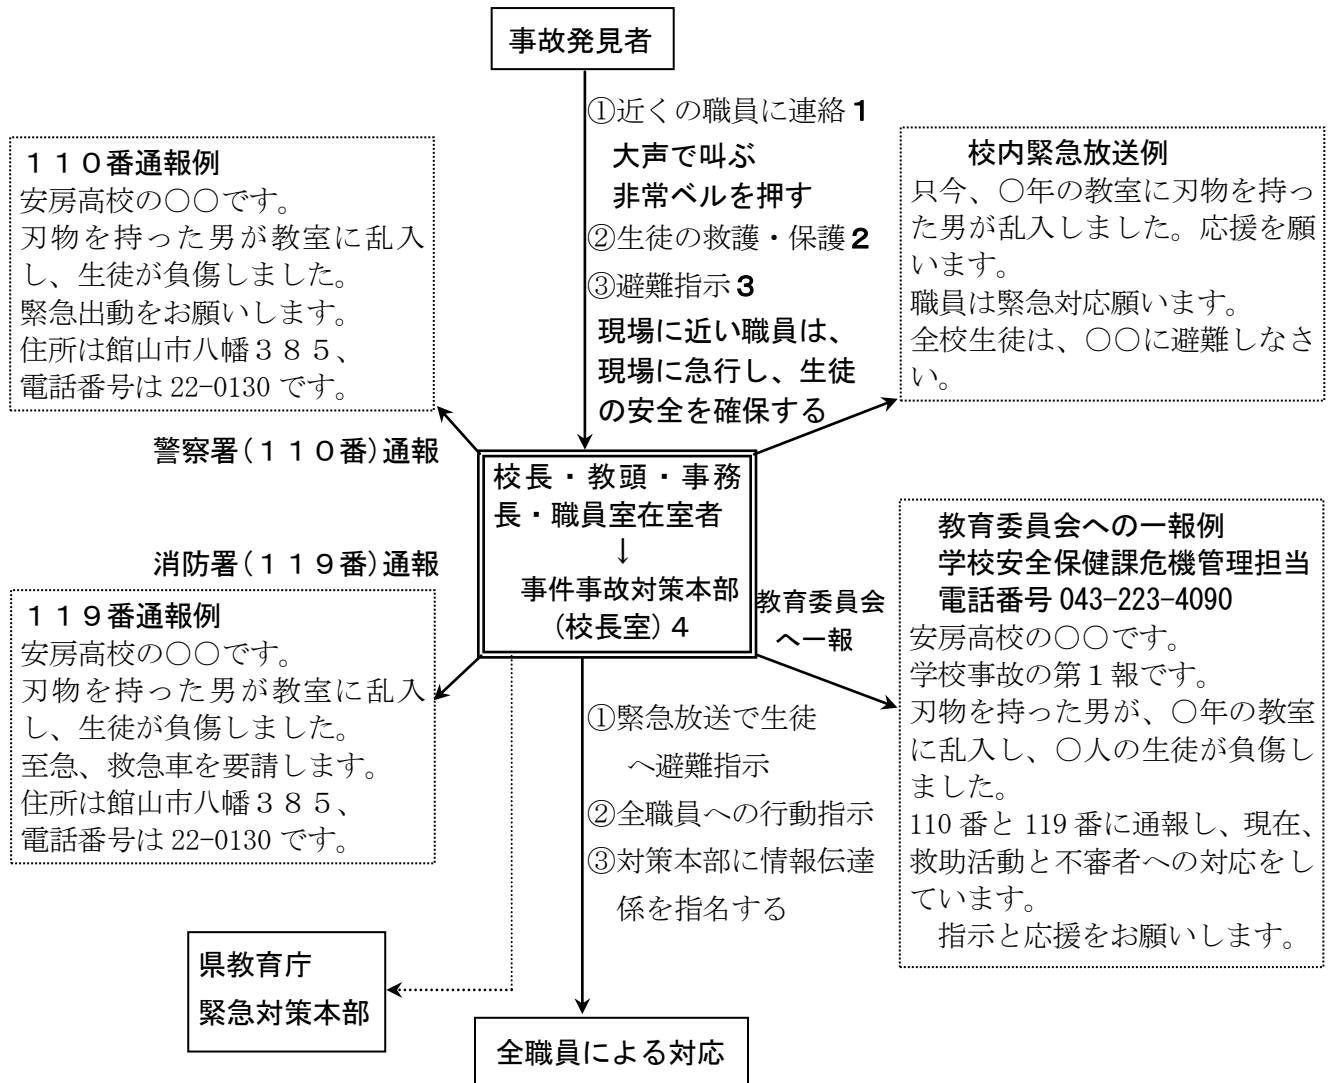 事故発見者
①近くの職員に連絡１
大声で叫ぶ
非常ベルを押す
②生徒の救護・保護２
③避難指示３
現場に近い職員は、
現場に急行し、生徒
の安全を確保する
１１０番通報例
安房高校の〇〇です。
刃物を持った男が教室に乱入
し、生徒が負傷しました。
緊急出動をお願いします。
住所は館山市八幡３８５、
電話番号は 22-0130 です。
校内緊急放送例
只今、〇年の教室に刃物を持っ
た男が乱入しました。応援を願
います。
職員は緊急対応願います。
全校生徒は、〇〇に避難しなさ
い。
警察署(１１０番)通報
校長・教頭・事務
長・職員室在室者
↓
事件事故対策本部
(校長室)４
消防署(１１９番)通報
１１９番通報例
安房高校の〇〇です。
刃物を持った男が教室に乱入
し、生徒が負傷しました。
至急、救急車を要請します。
住所は館山市八幡３８５、
電話番号は 22-0130 です。
教育委員会
へ一報
教育委員会への一報例
学校安全保健課危機管理担当
電話番号 043-223-4090
安房高校の〇〇です。
学校事故の第１報です。
刃物を持った男が、〇年の教室
に乱入し、〇人の生徒が負傷し
ました。
110 番と 119 番に通報し、現在、
救助活動と不審者への対応をし
ています。
指示と応援をお願いします。
①緊急放送で生徒
へ避難指示
②全職員への行動指示
③対策本部に情報伝達
係を指名する
県教育庁
緊急対策本部
全職員による対応